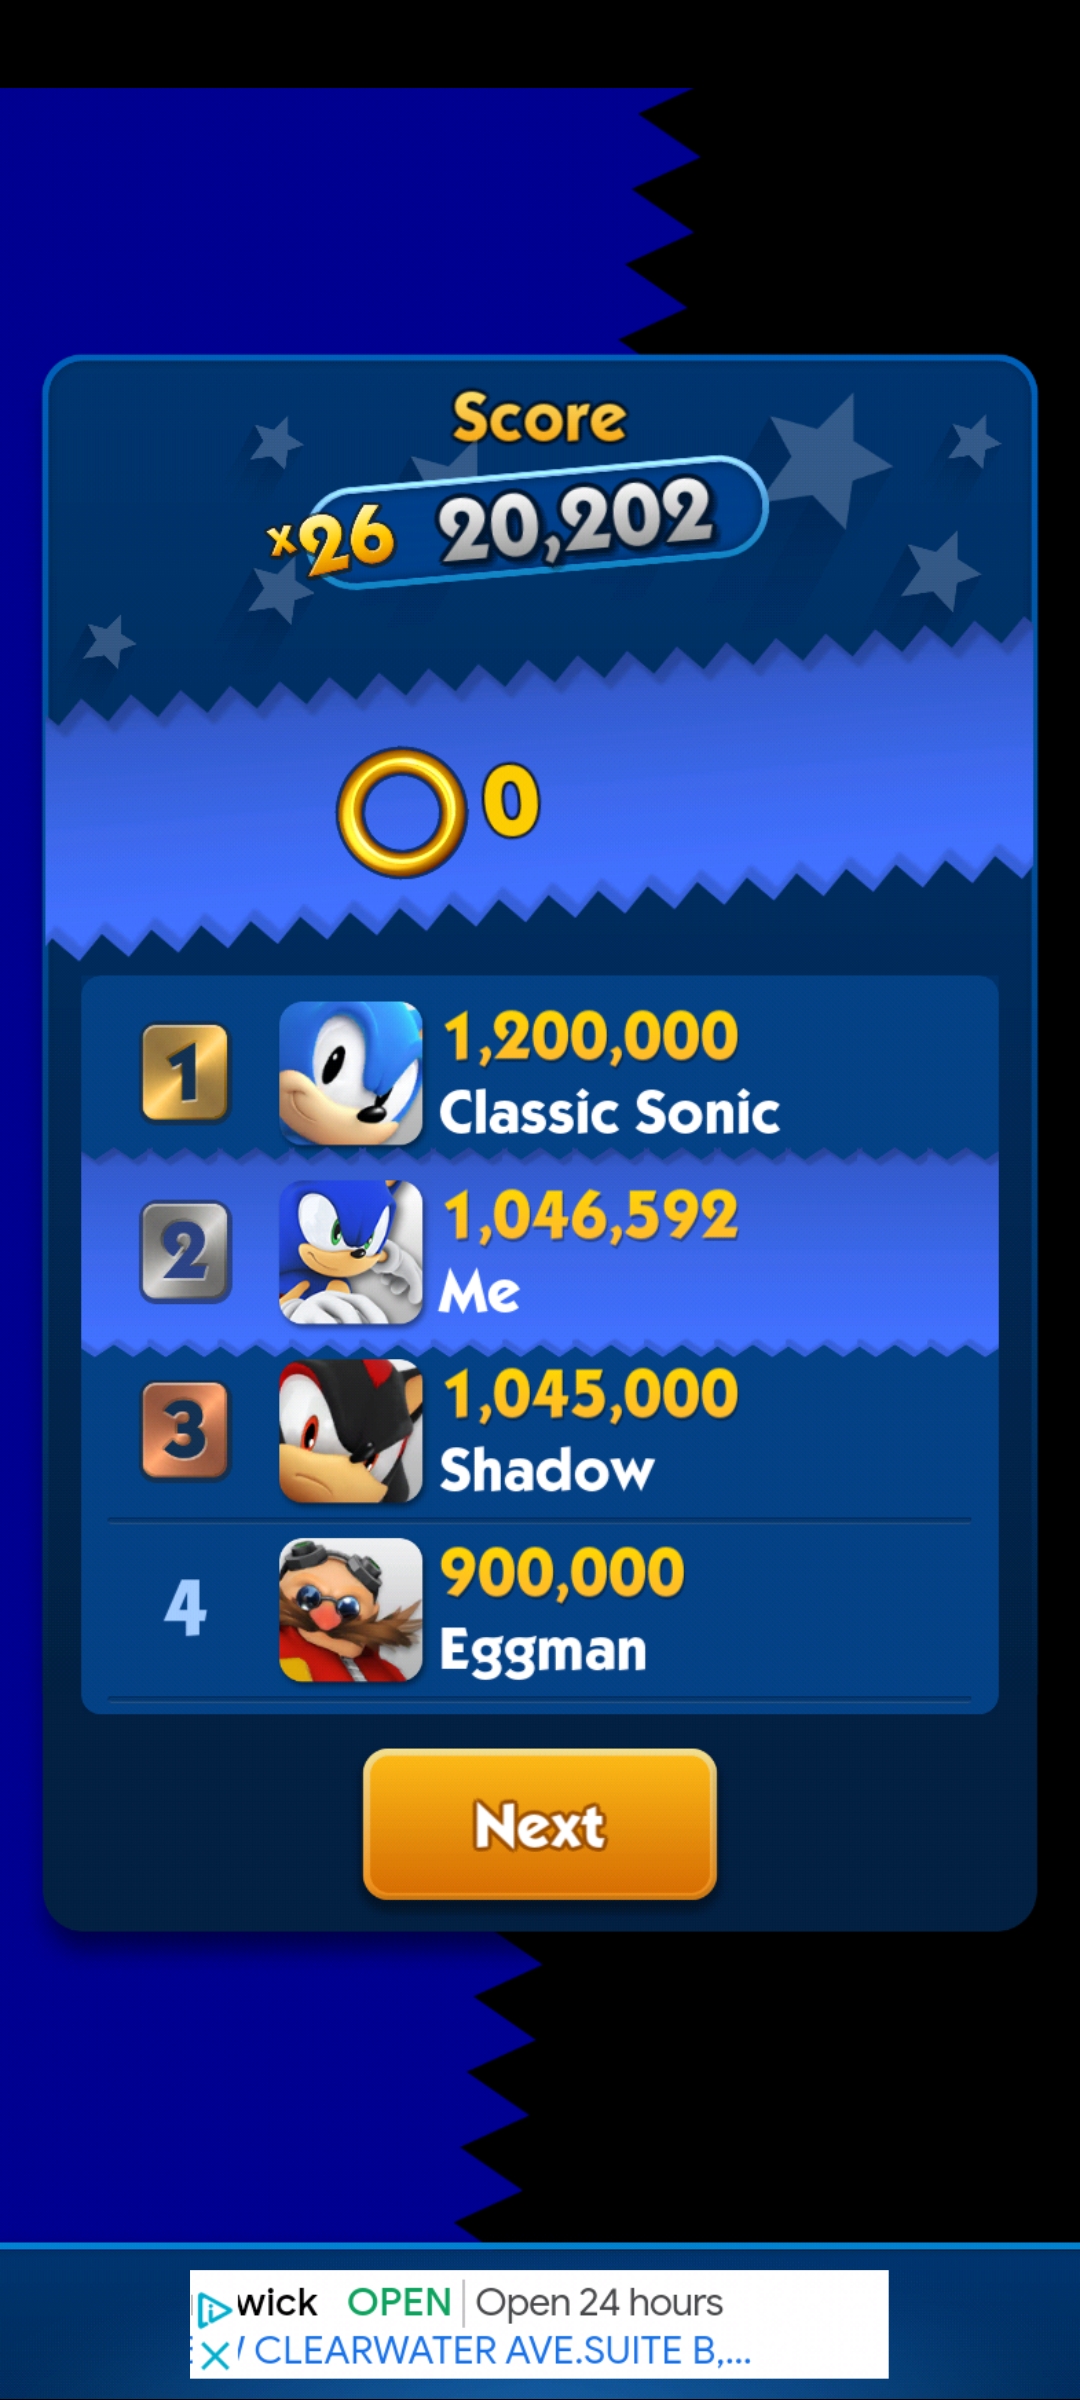 Score
x26 20,202
0
1 1,200,000
Classic Sonic
2 1,046,592
Me
3 1,045,000
Shadow
4 900,000
Eggman
Next
wick OPEN Open 24 hours
CLEARWATER AVE.SUITE B,...